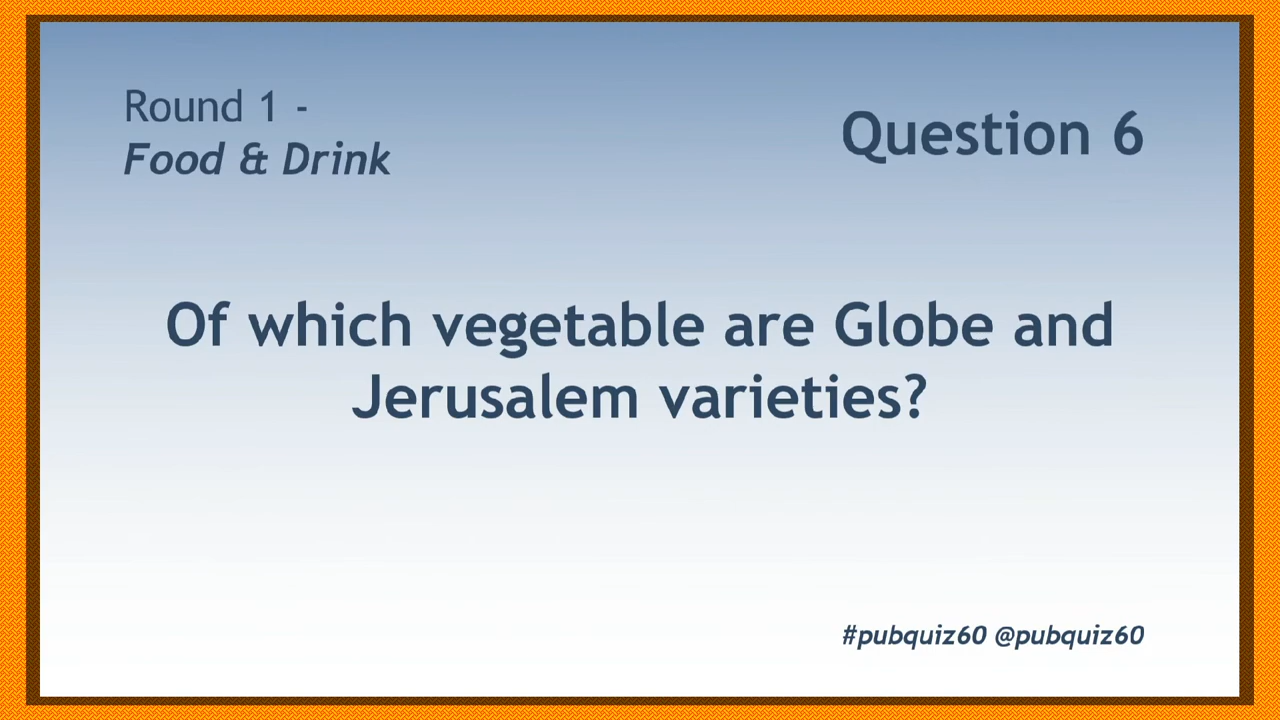 Round 1 -
Food & Drink
Question 6
Of which vegetable are Globe and
Jerusalem varieties?
#pubquiz60 @pubquiz60